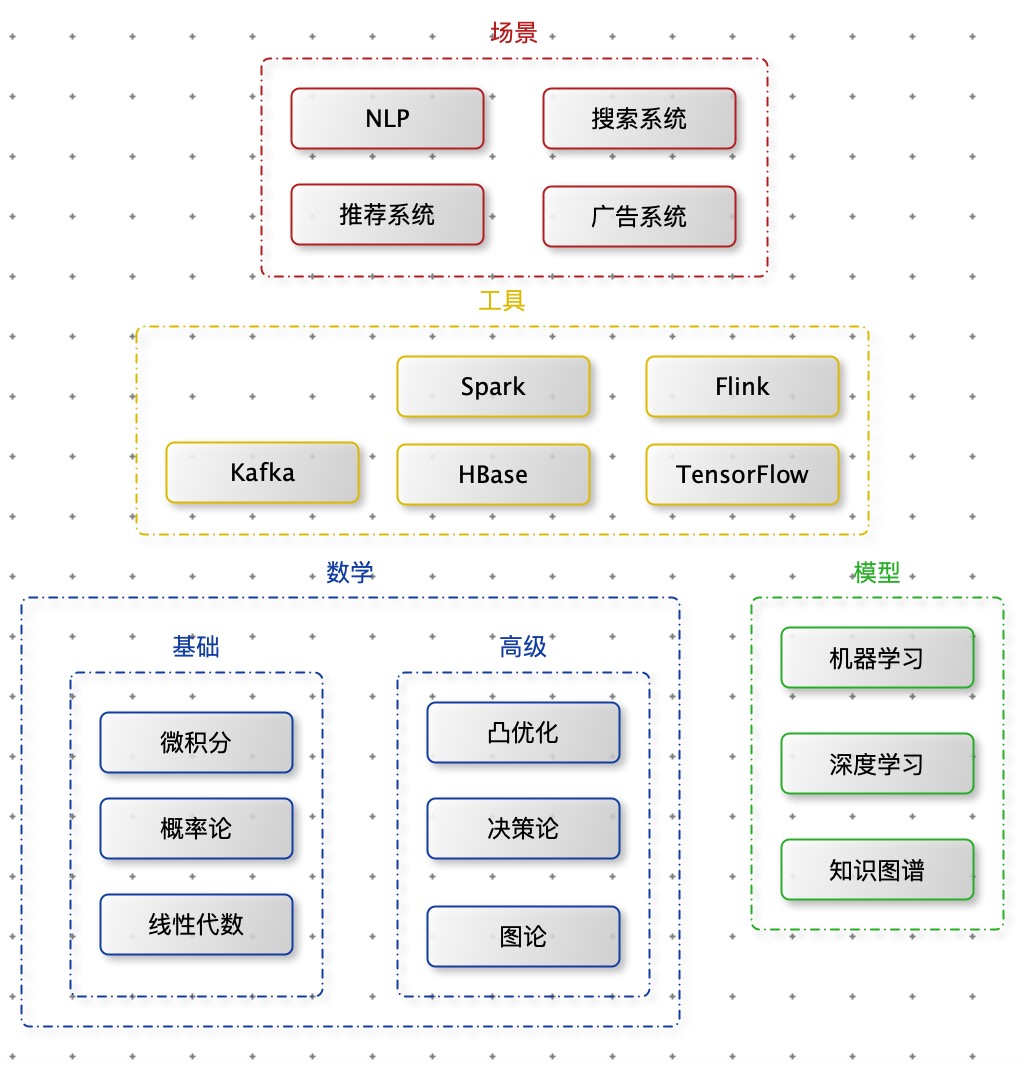 场景
NLP
搜索系统
推荐系统
广告系统
工具
Spark
Flink
Kafka
HBase
TensorFlow
数学
基础
微积分
概率论
线性代数
高级
凸优化
决策论
图论
模型
机器学习
深度学习
知识图谱